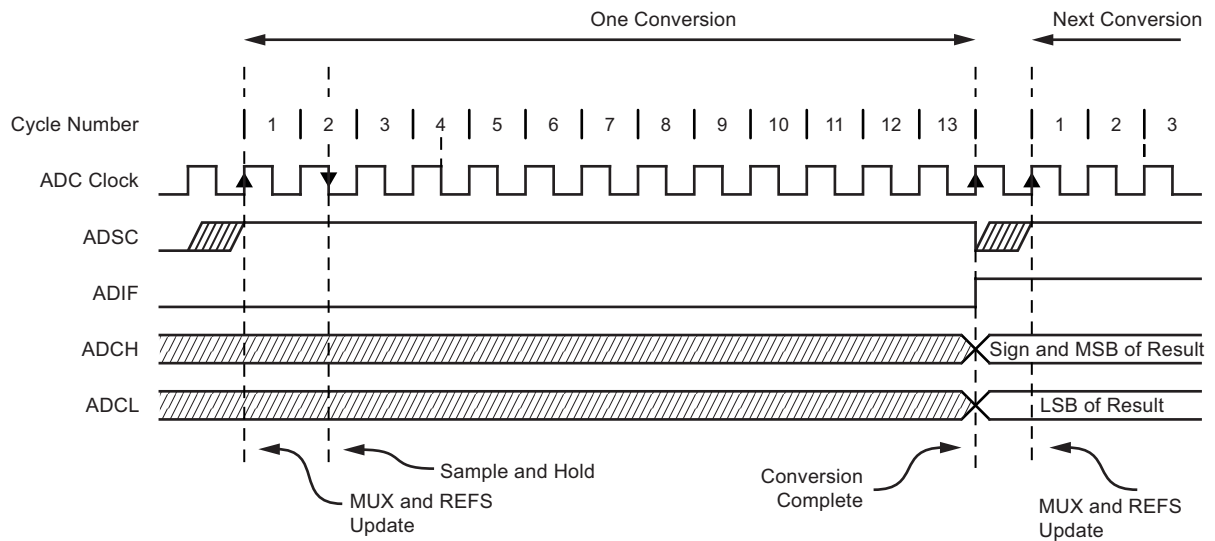 One Conversion
Next Conversion
Cycle Number
1 2 3 4 5 6 7 8 9 10 11 12 13 1 2 3
ADC Clock
ADSC
ADIF
ADCH
Sign and MSB of Result
ADCL
LSB of Result
Sample and Hold
MUX and REFS
Update
Conversion
Complete
MUX and REFS
Update